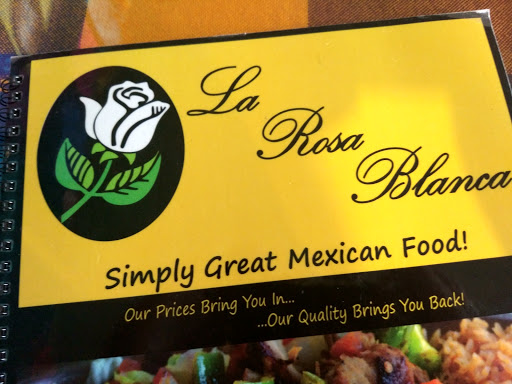 La
Rosa
Blanca
Simply Great Mexican Food!
Our Prices Bring You In...
...Our Quality Brings You Back!